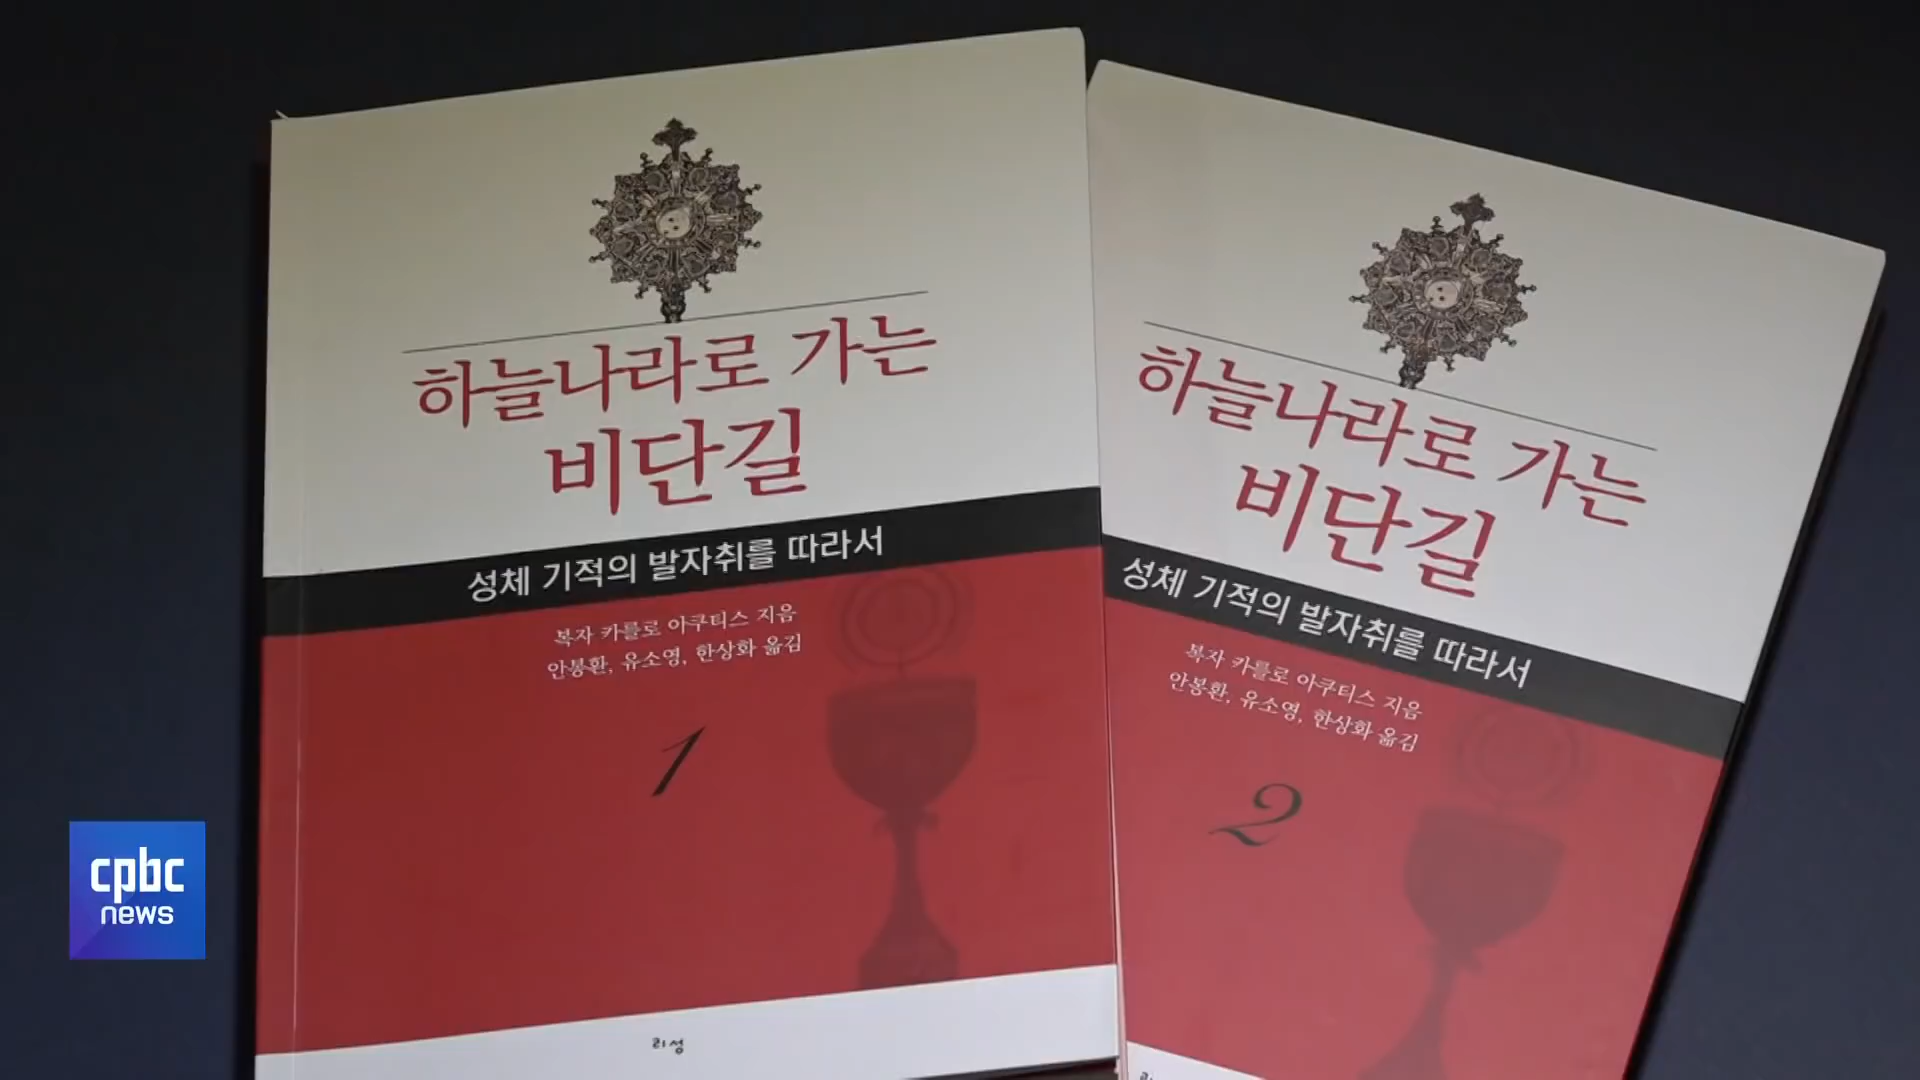 하늘나라로 가는
비단길
성체 기적의 발자취를 따라서
복자 카를로 아쿠티스 지음
안봉환, 유소영, 한상화 옮김
1
리성
하늘나라로 가는
비단길
성체 기적의 발자취를 따라서
복자 카를로 아쿠티스 지음
안봉환, 유소영, 한상화 옮김
2
cpbc
news